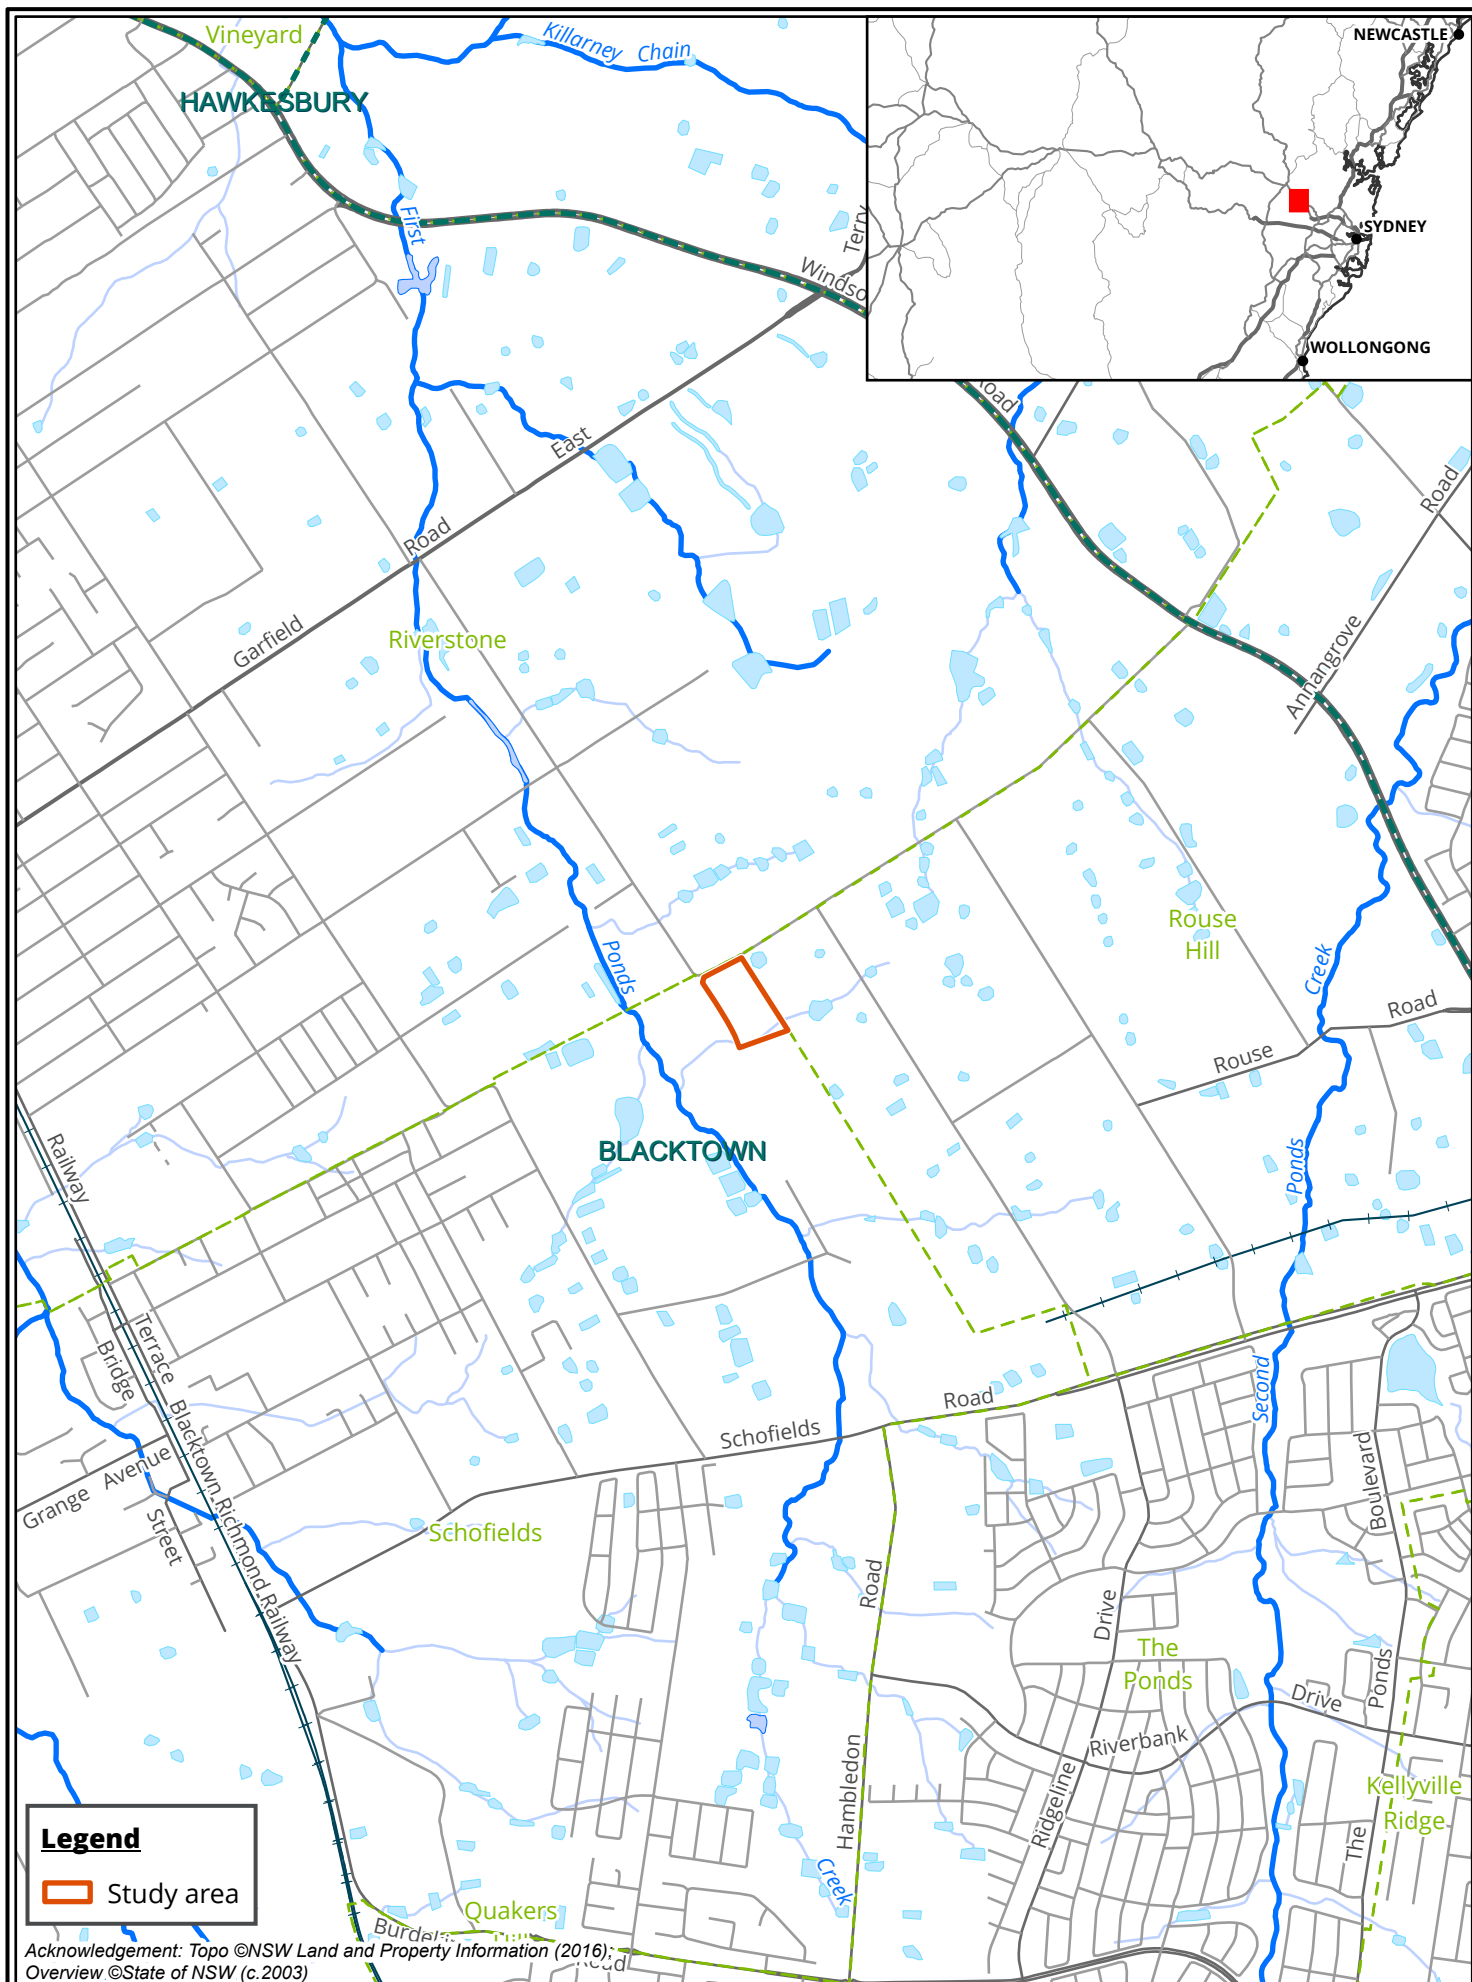 Vineyard
Killarney Chain
NEWCASTLE
HAWKESBURY
SYDNEY
First
Terry
Windso
WOLLONGONG
Road
East
Road
Road
Garfield
Riverstone
Annangrove
Rouse
Hill
Ponds
Creek
Road
Rouse
BLACKTOWN
Railway
Ponds
Terrace
Bridge
Second
Road
Schofields
Blacktown Richmond Railway
Grange Avenue
Boulevard
Street
Schofields
Road
Drive
The
Ponds
Ponds
Drive
Riverbank
Hambledon
Ridgeline
Kellyville
Ridge
The
Legend
Study area
Creek
Quakers
Road
Acknowledgement: Topo ©NSW Land and Property Information (2016);
Overview ©State of NSW (c.2003)